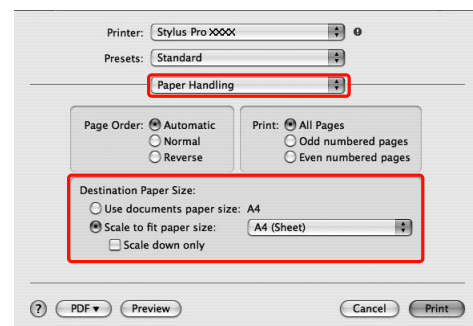 Printer: Stylus Pro XXXX
Presets: Standard
Paper Handling
Page Order: Automatic
Normal
Reverse
Print: All Pages
Odd numbered pages
Even numbered pages
Destination Paper Size:
Use documents paper size: A4
Scale to fit paper size: A4 (Sheet)
Scale down only
? PDF▼ Preview Cancel Print